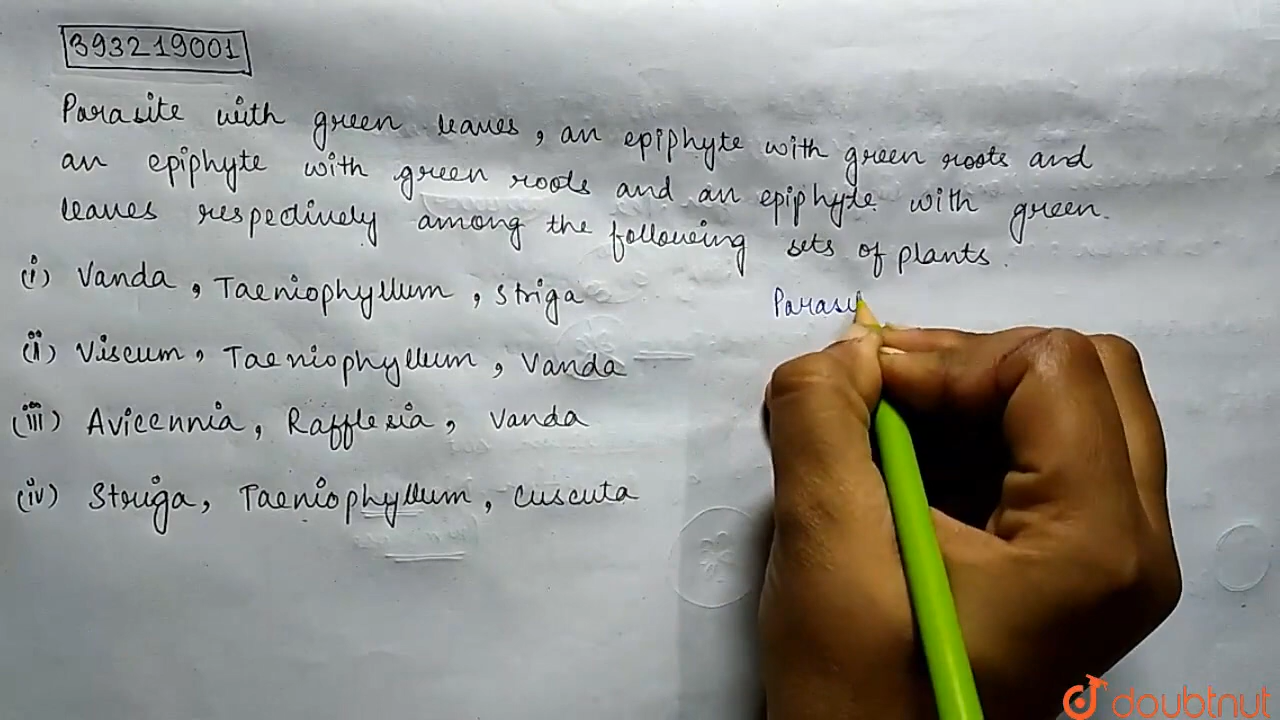 393219001
Parasite with green leaves, an epiphyte with green roots and
an epiphyte with green roots and an epiphyte with green
leaves respectively among the following sets of plants.
(i) Vanda, Taeniophyllum, Striga
Parasi
(ii) Viscum, Taeniophyllum, Vanda
(iii) Avicennia, Rafflesia, Vanda
(iv) Striga, Taeniophyllum, Cuscuta
doubtnut